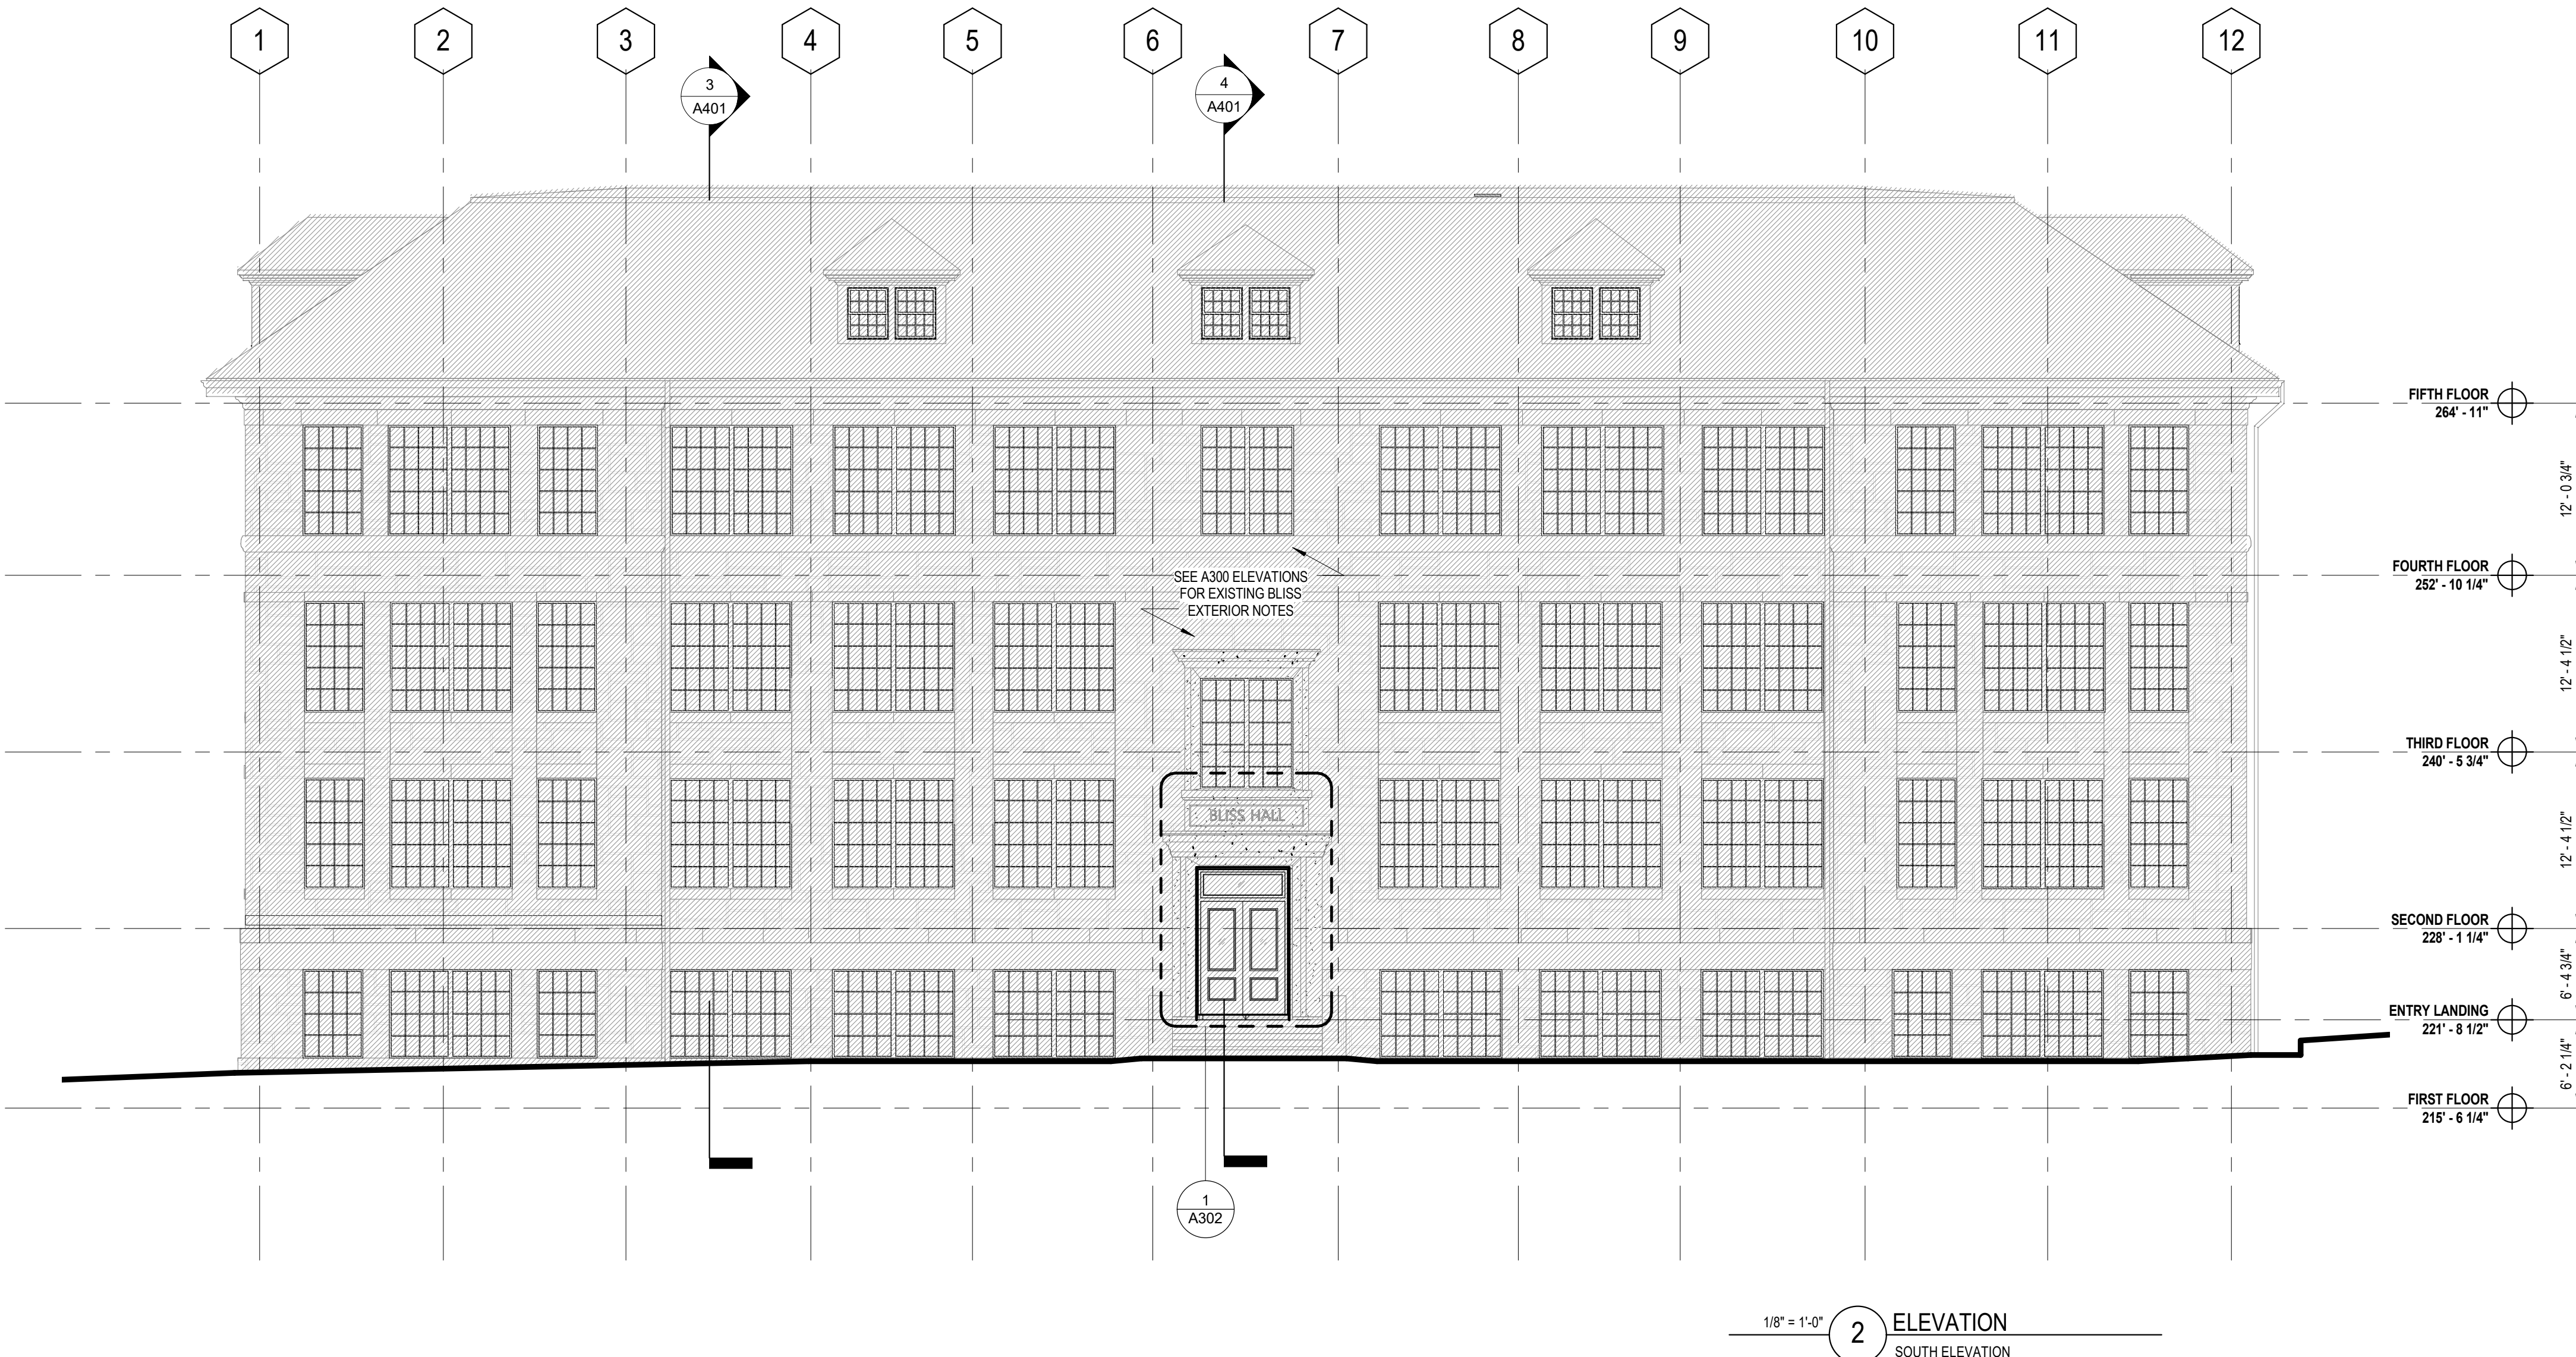 1 2 3 4 5 6 7 8 9 10 11 12
3
A401
4
A401
FIFTH FLOOR
264' - 11"
12' - 0 3/4"
SEE A300 ELEVATIONS
FOR EXISTING BLISS
EXTERIOR NOTES
FOURTH FLOOR
252' - 10 1/4"
12' - 4 1/2"
THIRD FLOOR
240' - 5 3/4"
BLISS HALL
12' - 4 1/2"
SECOND FLOOR
228' - 1 1/4"
6' - 4 3/4"
ENTRY LANDING
221' - 8 1/2"
6' - 2 1/4"
FIRST FLOOR
215' - 6 1/4"
1
A302
1/8" = 1'-0"
2
ELEVATION
SOUTH ELEVATION